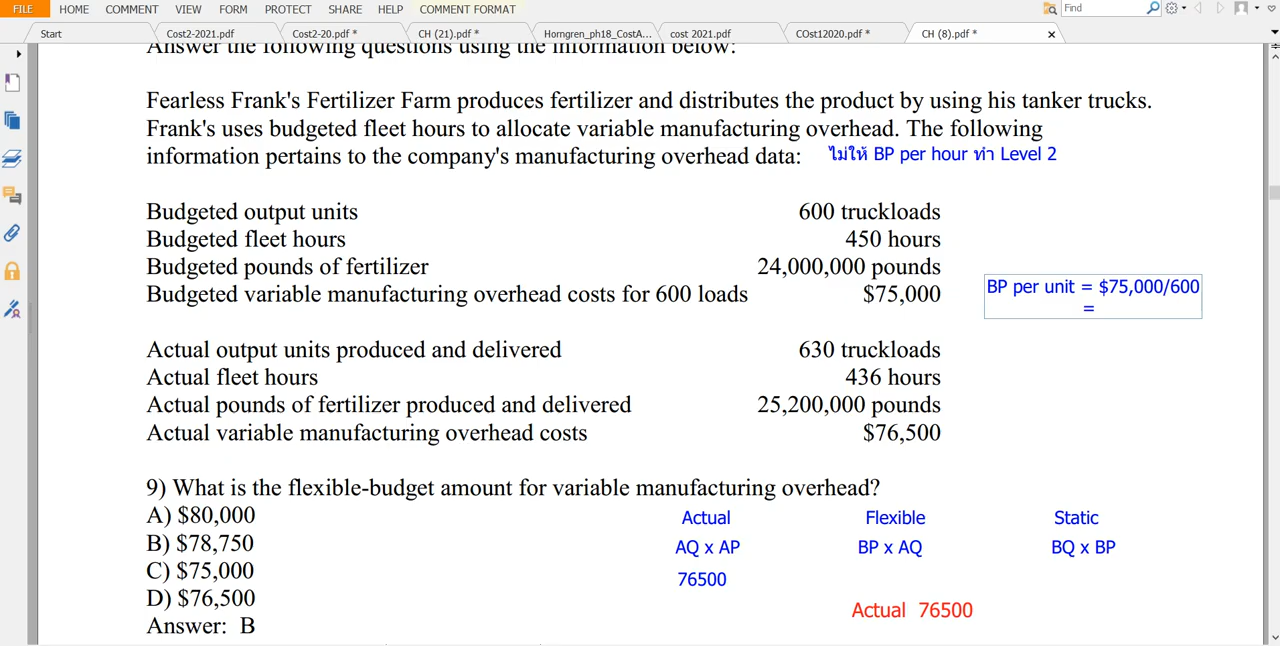 FILE HOME COMMENT VIEW FORM PROTECT SHARE HELP COMMENT FORMAT Find
Start Cost2-2021.pdf Cost2-20.pdf * CH (21).pdf * Horngren_ph18_CostA... cost 2021.pdf COst12020.pdf * CH (8).pdf *
Answer the following questions using the information below:
Fearless Frank's Fertilizer Farm produces fertilizer and distributes the product by using his tanker trucks.
Frank's uses budgeted fleet hours to allocate variable manufacturing overhead. The following
information pertains to the company's manufacturing overhead data: ไม่ให้ BP per hour ทำ Level 2
Budgeted output units 600 truckloads
Budgeted fleet hours 450 hours
Budgeted pounds of fertilizer 24,000,000 pounds
Budgeted variable manufacturing overhead costs for 600 loads $75,000 BP per unit = $75,000/600
=
Actual output units produced and delivered 630 truckloads
Actual fleet hours 436 hours
Actual pounds of fertilizer produced and delivered 25,200,000 pounds
Actual variable manufacturing overhead costs $76,500
9) What is the flexible-budget amount for variable manufacturing overhead?
A) $80,000 Actual Flexible Static
B) $78,750 AQ x AP BP x AQ BQ x BP
C) $75,000 76500
D) $76,500 Actual 76500
Answer: B